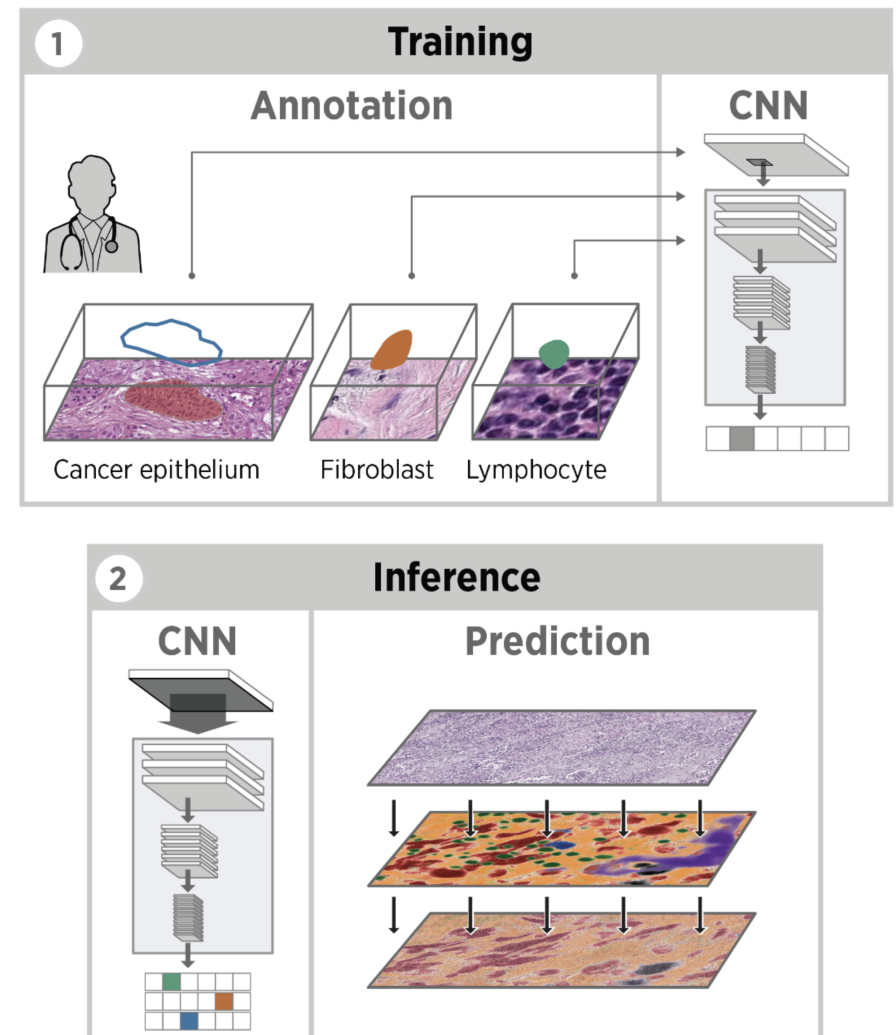 1
Training
Annotation
CNN
Cancer epithelium
Fibroblast
Lymphocyte
2
Inference
CNN
Prediction